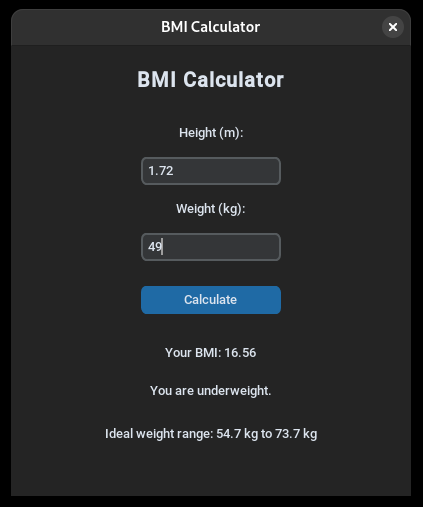 BMI Calculator
BMI Calculator
Height (m):
1.72
Weight (kg):
49
Calculate
Your BMI: 16.56
You are underweight.
Ideal weight range: 54.7 kg to 73.7 kg